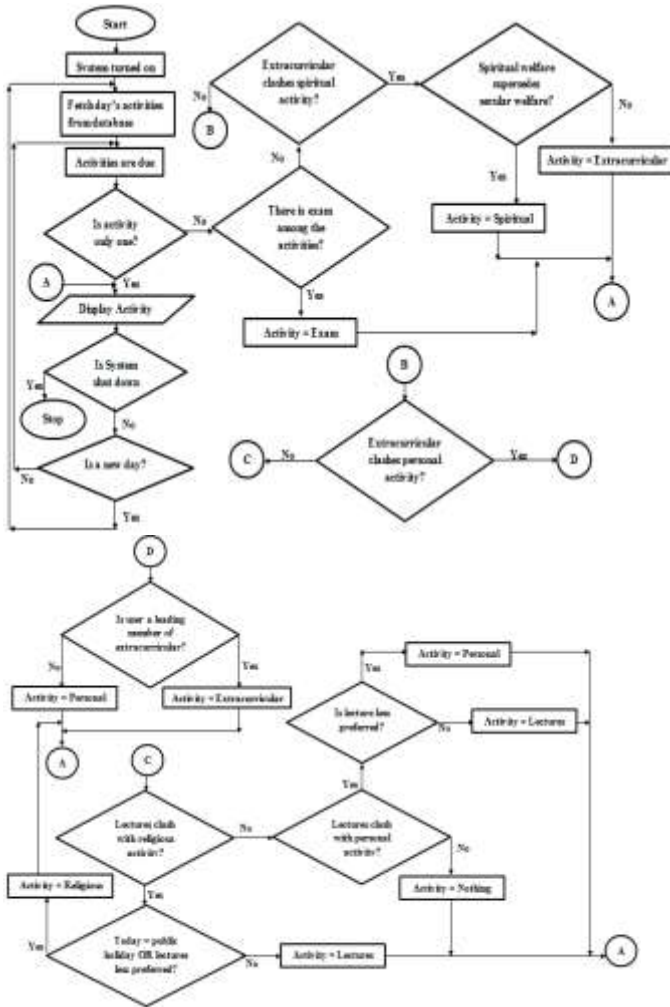 Start
System turned on
Fetch day's activities
from database
Activities are due
Is activity
only one?
No
Yes
A
Display Activity
Is System
shut down
Yes
Stop
No
Is a new day?
No
Yes
There is exam
among the
activities?
No
Yes
Activity = Exam
Extracurricular
clashes spiritual
activity?
No
B
Yes
Spiritual welfare
supersedes
secular welfare?
No
Activity = Extracurricular
Yes
Activity = Spiritual
A
B
Extracurricular
clashes personal
activity?
No
C
Yes
D
D
Is user a leading
member of
extracurricular?
No
Yes
Activity = Personal
Activity = Extracurricular
A
C
Lectures clash
with religious
activity?
No
Yes
Activity = Religious
Today = public
holiday OR lectures
less preferred?
Yes
No
Activity = Lectures
Lectures clash
with personal
activity?
Yes
No
Activity = Nothing
Is lecture less
preferred?
Yes
Activity = Personal
No
Activity = Lectures
A